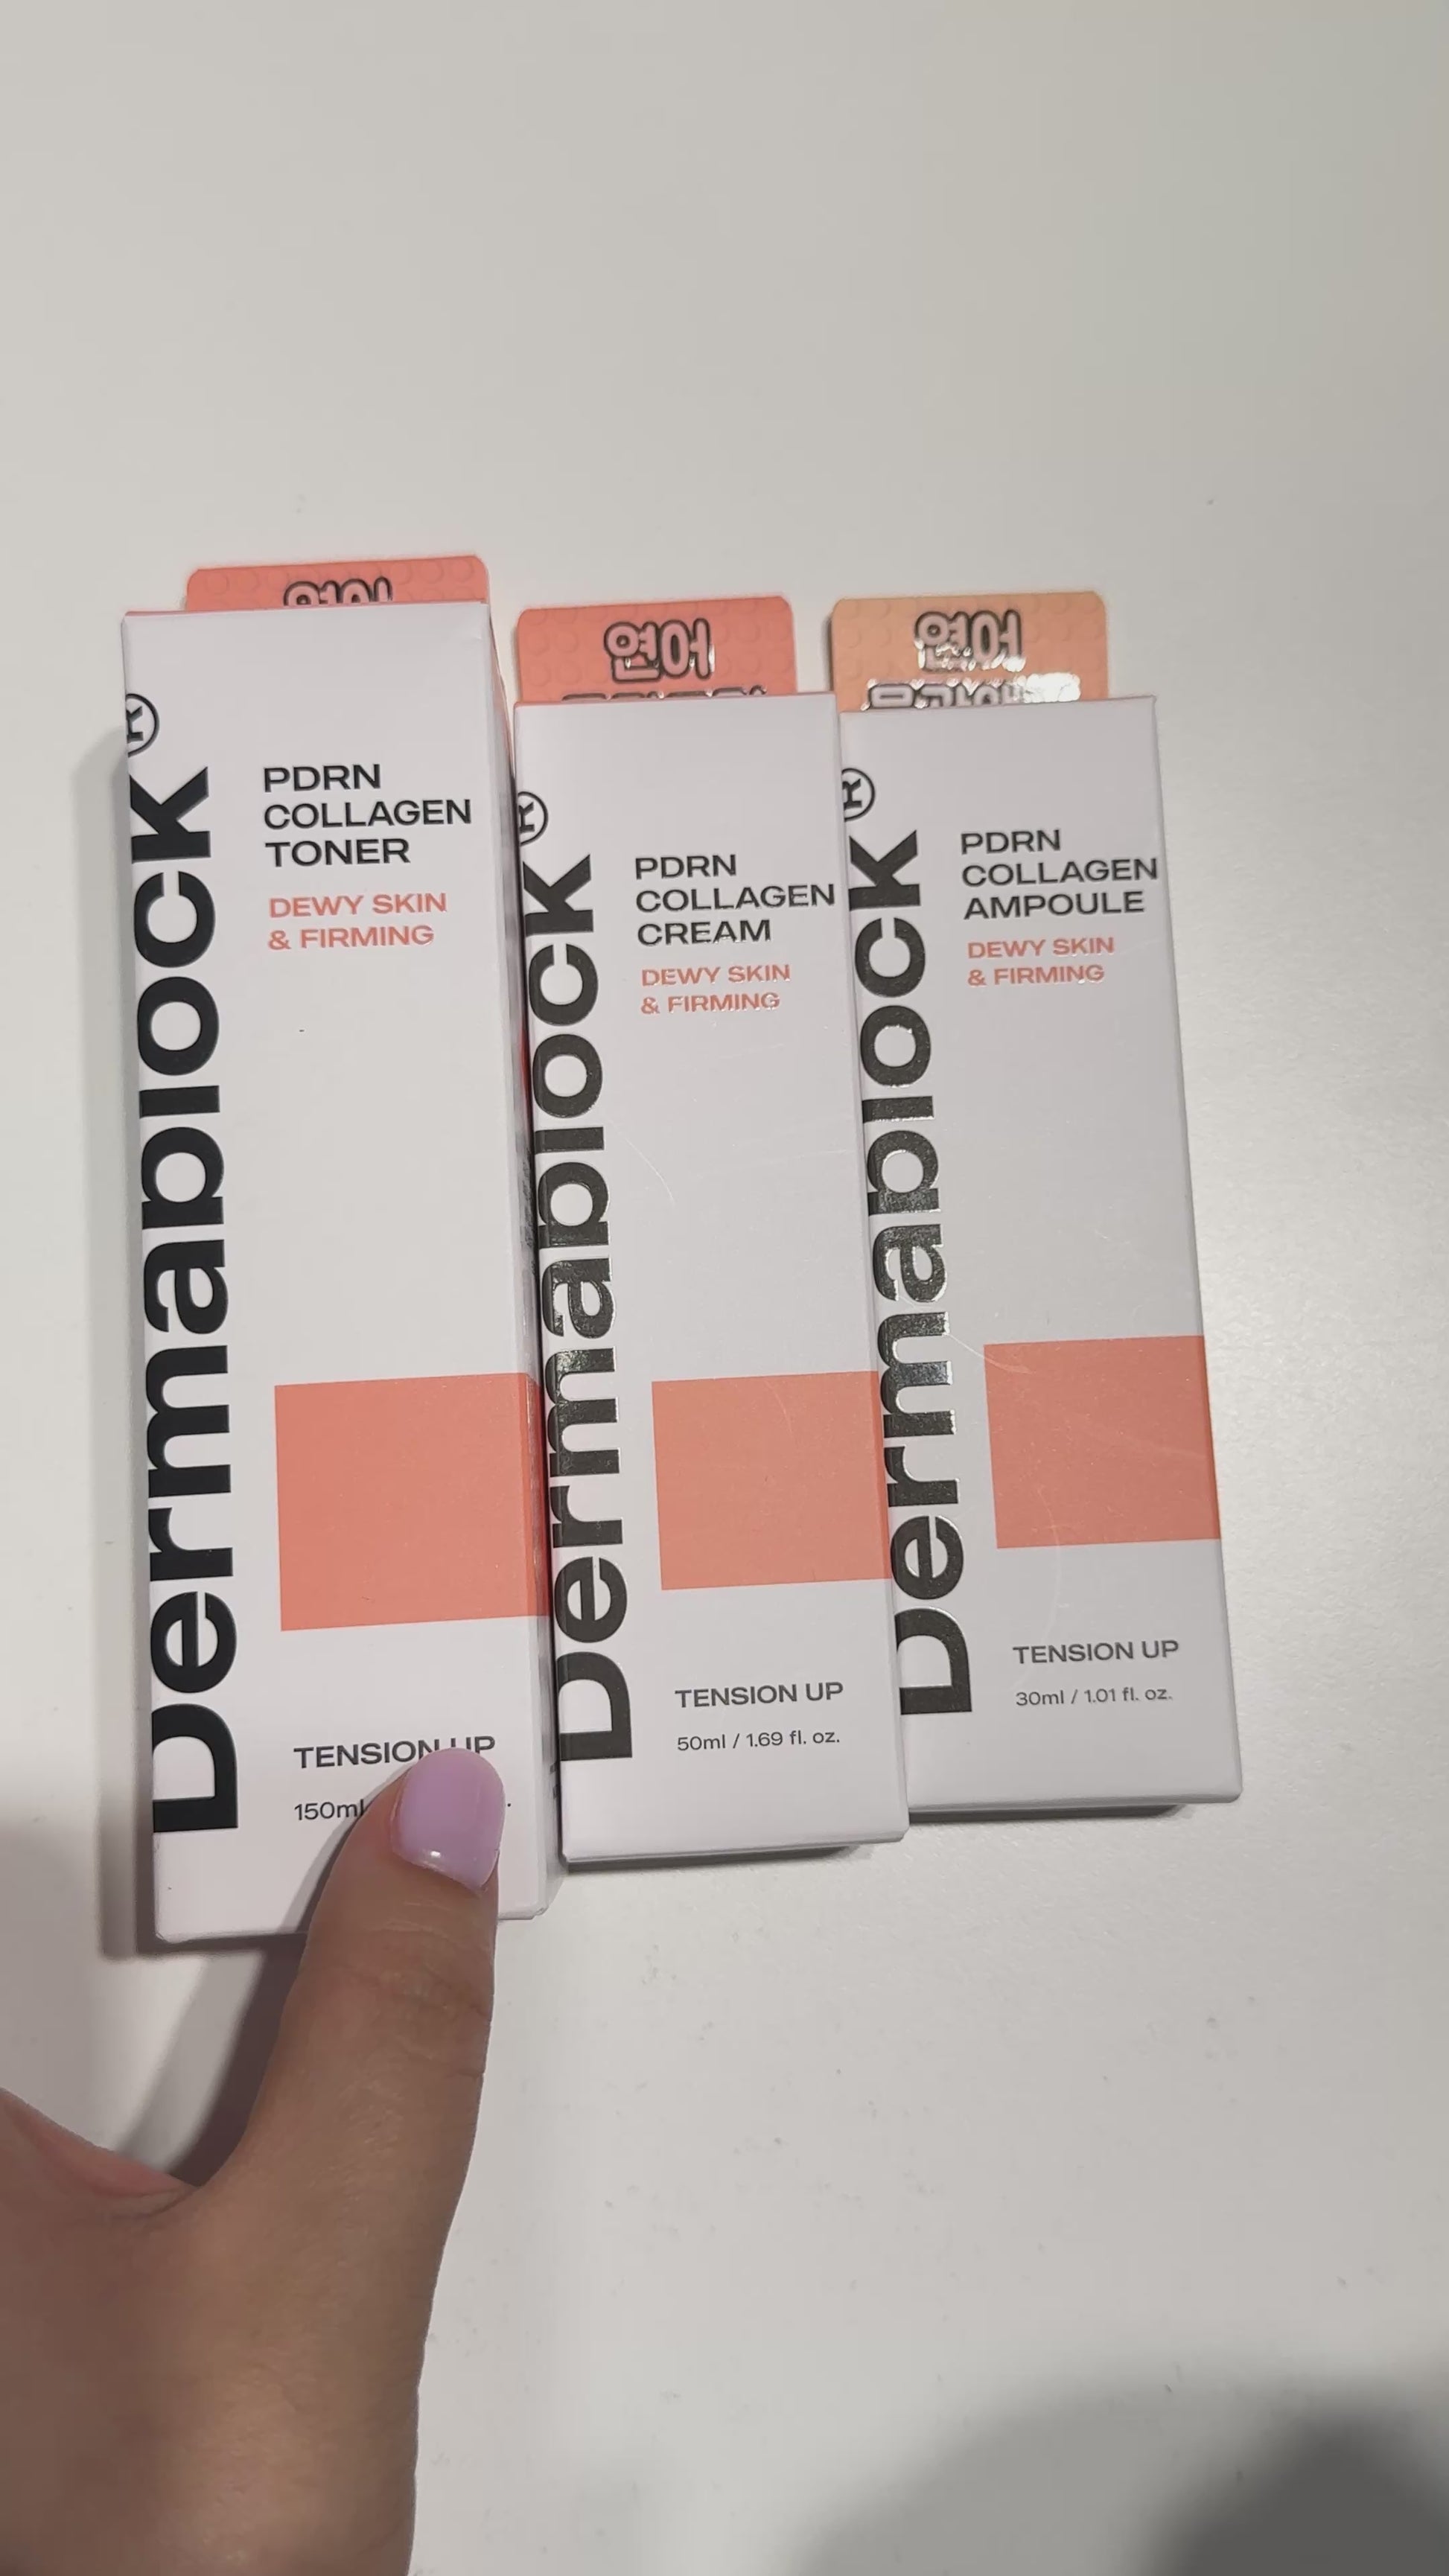 Dermablock®
PDRN
COLLAGEN
TONER
DEWY SKIN
& FIRMING
TENSION UP
150ml
연어
Dermablock®
PDRN
COLLAGEN
CREAM
DEWY SKIN
& FIRMING
TENSION UP
50ml / 1.69 fl. oz.
연어
Dermablock®
PDRN
COLLAGEN
AMPOULE
DEWY SKIN
& FIRMING
TENSION UP
30ml / 1.01 fl. oz.